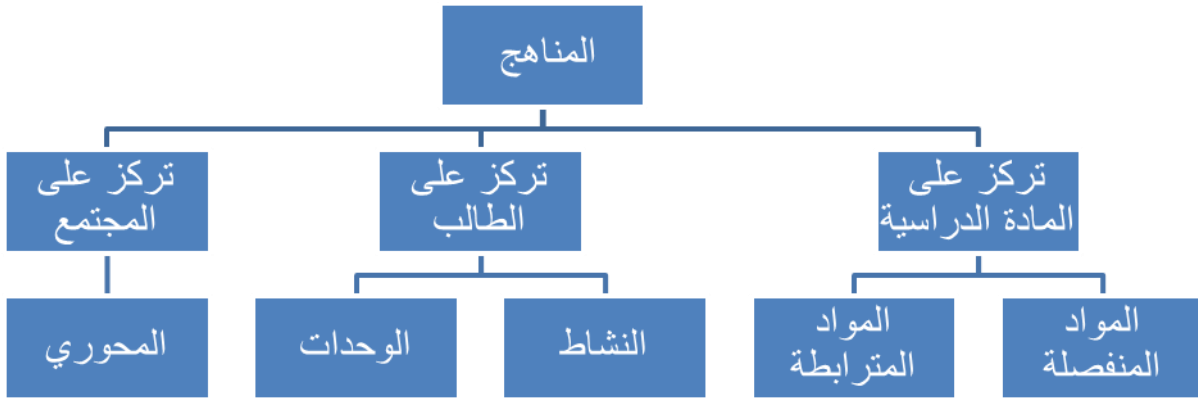 المناهج
تركز على
المادة الدراسية
تركز على
الطالب
تركز على
المجتمع
المواد
المنفصلة
المواد
المترابطة
النشاط
الوحدات
المحوري